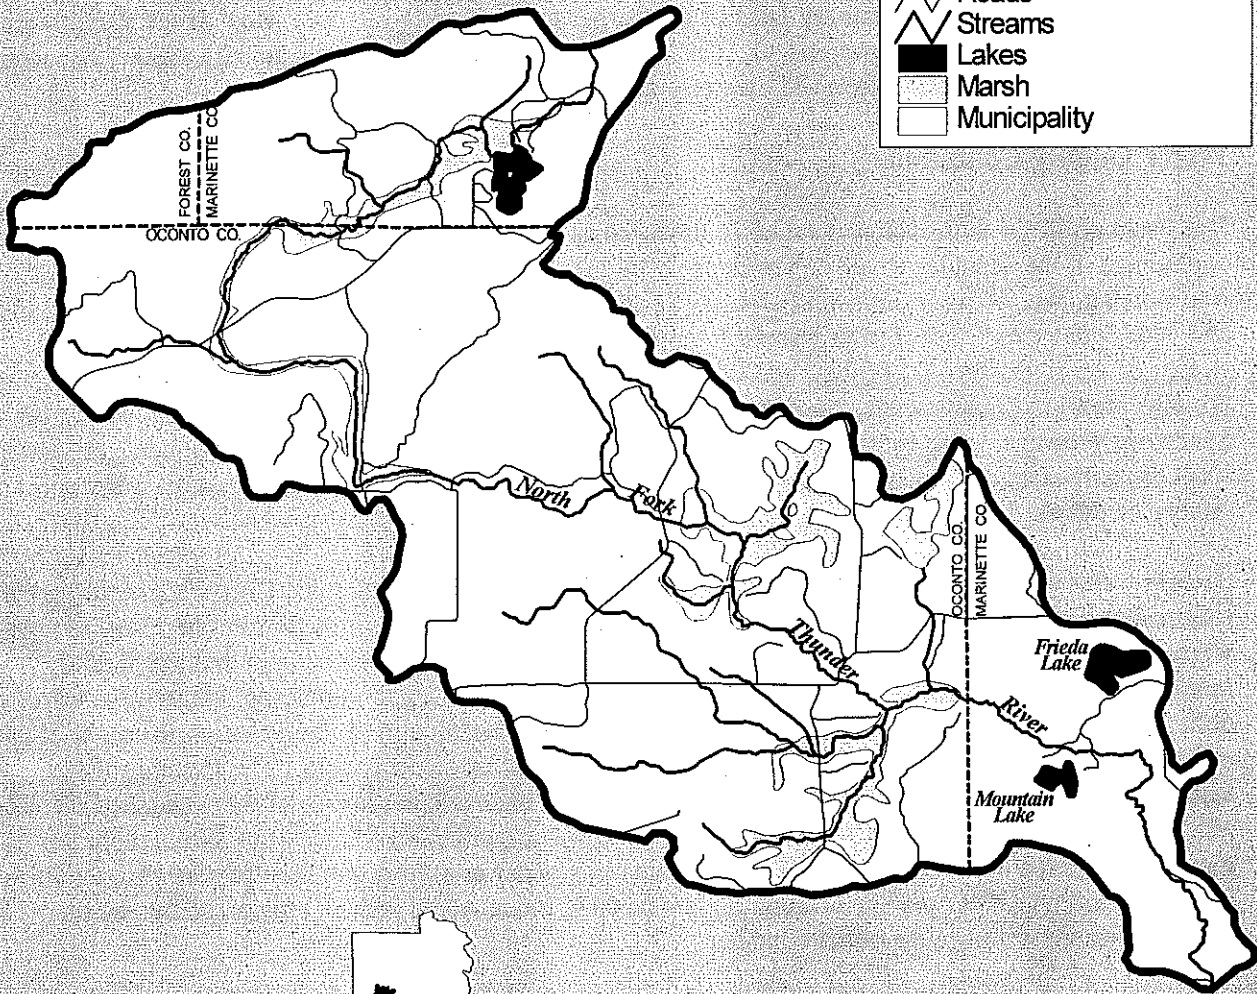 Roads
Streams
Lakes
Marsh
Municipality
FOREST CO.
MARINETTE CO
OCONTO CO.
North
Fork
OCONTO CO.
MARINETTE CO
Thunder
Frieda
Lake
River
Mountain
Lake